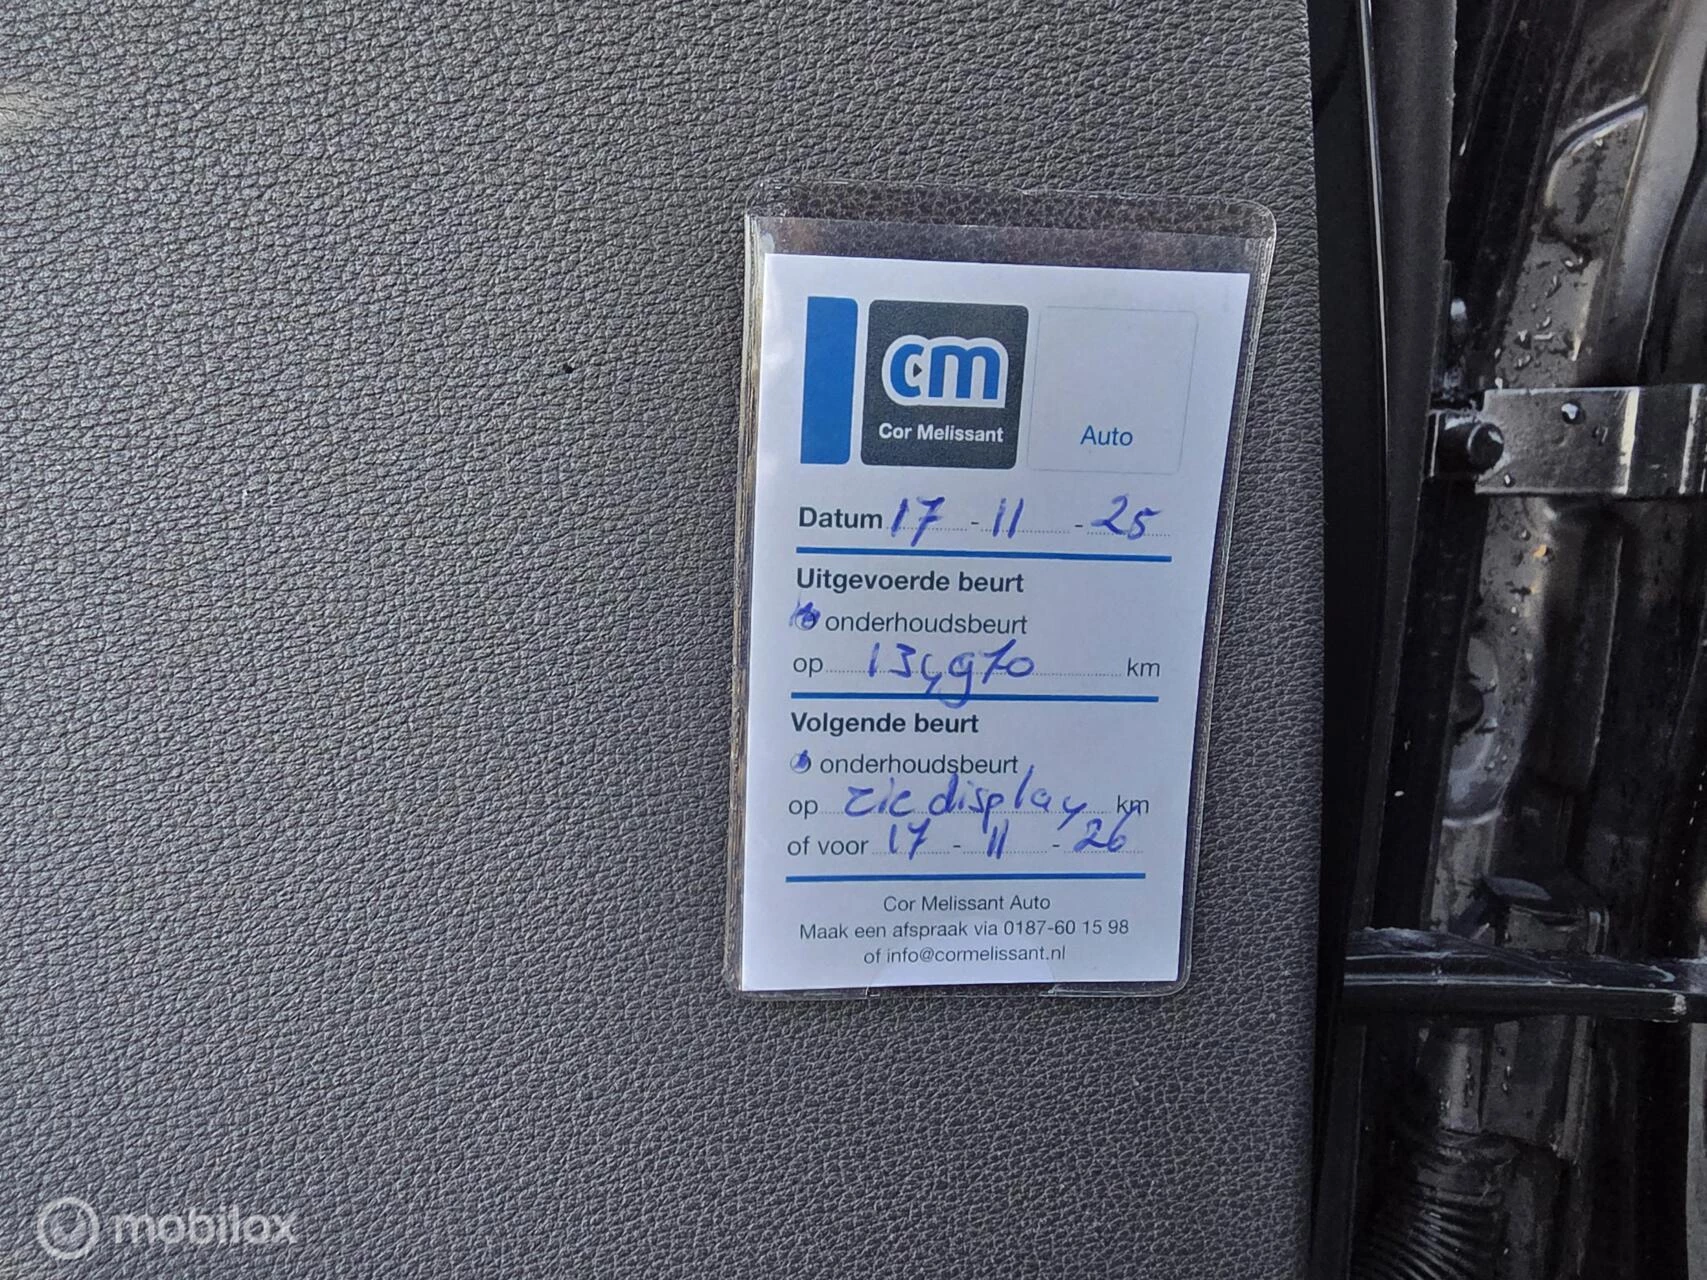 cm
Cor Melissant
Auto
Datum 17 - 11 - 25
Uitgevoerde beurt
onderhoudsbeurt
op 134970 km
Volgende beurt
onderhoudsbeurt
op zie display km
of voor 17 - 11 - 26
Cor Melissant Auto
Maak een afspraak via 0187-60 15 98
of info@cormelissant.nl
mobilox